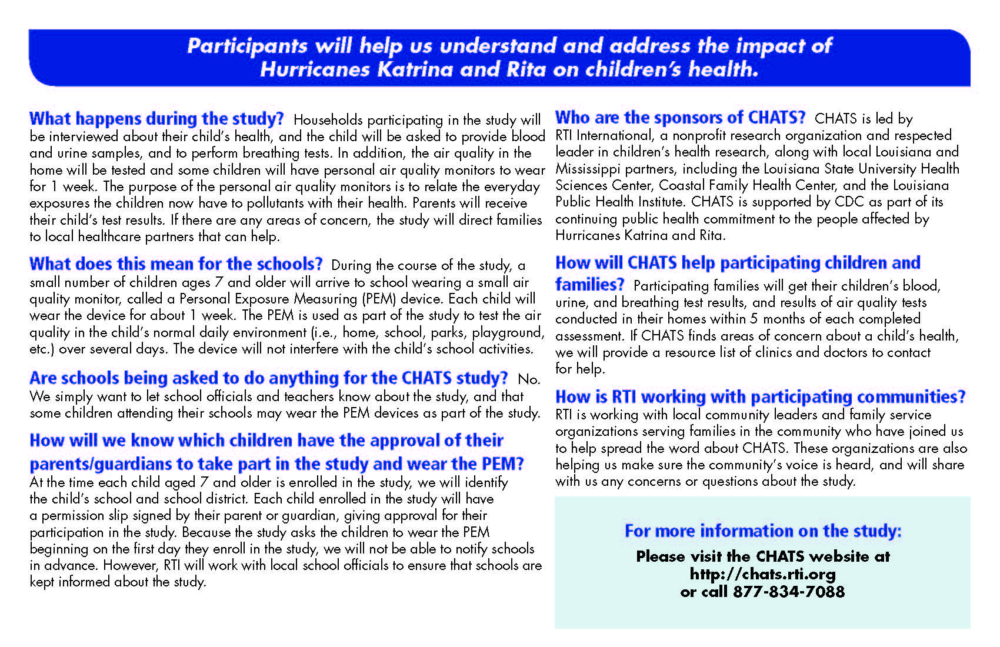 Participants will help us understand and address the impact of
Hurricanes Katrina and Rita on children's health.
What happens during the study? Households participating in the study will
be interviewed about their child's health, and the child will be asked to provide blood
and urine samples, and to perform breathing tests. In addition, the air quality in the
home will be tested and some children will have personal air quality monitors to wear
for 1 week. The purpose of the personal air quality monitors is to relate the everyday
exposures the children now have to pollutants with their health. Parents will receive
their child's test results. If there are any areas of concern, the study will direct families
to local healthcare partners that can help.
What does this mean for the schools? During the course of the study, a
small number of children ages 7 and older will arrive to school wearing a small air
quality monitor, called a Personal Exposure Measuring (PEM) device. Each child will
wear the device for about 1 week. The PEM is used as part of the study to test the air
quality in the child's normal daily environment (i.e., home, school, parks, playground,
etc.) over several days. The device will not interfere with the child's school activities.
Are schools being asked to do anything for the CHATS study? No.
We simply want to let school officials and teachers know about the study, and that
some children attending their schools may wear the PEM devices as part of the study.
How will we know which children have the approval of their
parents/guardians to take part in the study and wear the PEM?
At the time each child aged 7 and older is enrolled in the study, we will identify
the child's school and school district. Each child enrolled in the study will have
a permission slip signed by their parent or guardian, giving approval for their
participation in the study. Because the study asks the children to wear the PEM
beginning on the first day they enroll in the study, we will not be able to notify schools
in advance. However, RTI will work with local school officials to ensure that schools are
kept informed about the study.
Who are the sponsors of CHATS? CHATS is led by
RTI International, a nonprofit research organization and respected
leader in children's health research, along with local Louisiana and
Mississippi partners, including the Louisiana State University Health
Sciences Center, Coastal Family Health Center, and the Louisiana
Public Health Institute. CHATS is supported by CDC as part of its
continuing public health commitment to the people affected by
Hurricanes Katrina and Rita.
How will CHATS help participating children and
families? Participating families will get their children's blood,
urine, and breathing test results, and results of air quality tests
conducted in their homes within 5 months of each completed
assessment. If CHATS finds areas of concern about a child's health,
we will provide a resource list of clinics and doctors to contact
for help.
How is RTI working with participating communities?
RTI is working with local community leaders and family service
organizations serving families in the community who have joined us
to help spread the word about CHATS. These organizations are also
helping us make sure the community's voice is heard, and will share
with us any concerns or questions about the study.
For more information on the study:
Please visit the CHATS website at
http://chats.rti.org
or call 877-834-7088